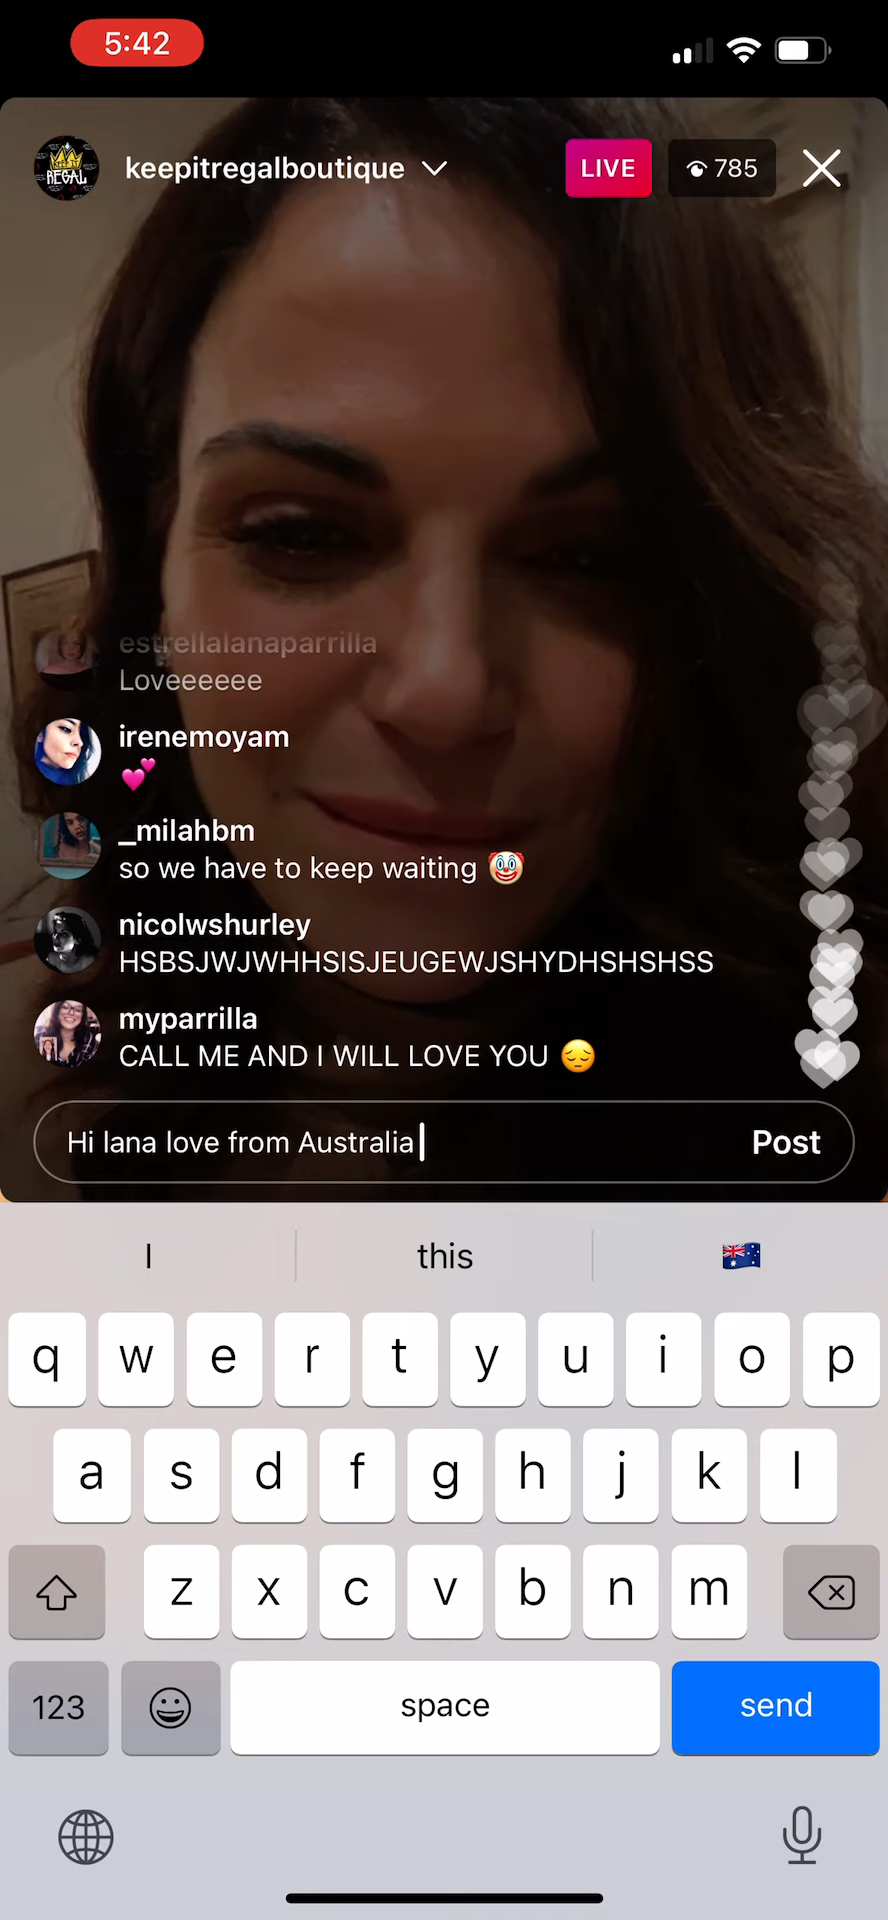 5:42
REGAL
keepitregalboutique
LIVE
785
estrellalanaparrilla
Loveeeeee
irenemoyam
💕
_milahbm
so we have to keep waiting 🤡
nicolwshurley
HSBSJWJWHHSISJEUGEWJSHYDHSHSHSS
myparrilla
CALL ME AND I WILL LOVE YOU 😔
Hi lana love from Australia
Post
I this 🇦🇺
q w e r t y u i o p
a s d f g h j k l
z x c v b n m
123 space send